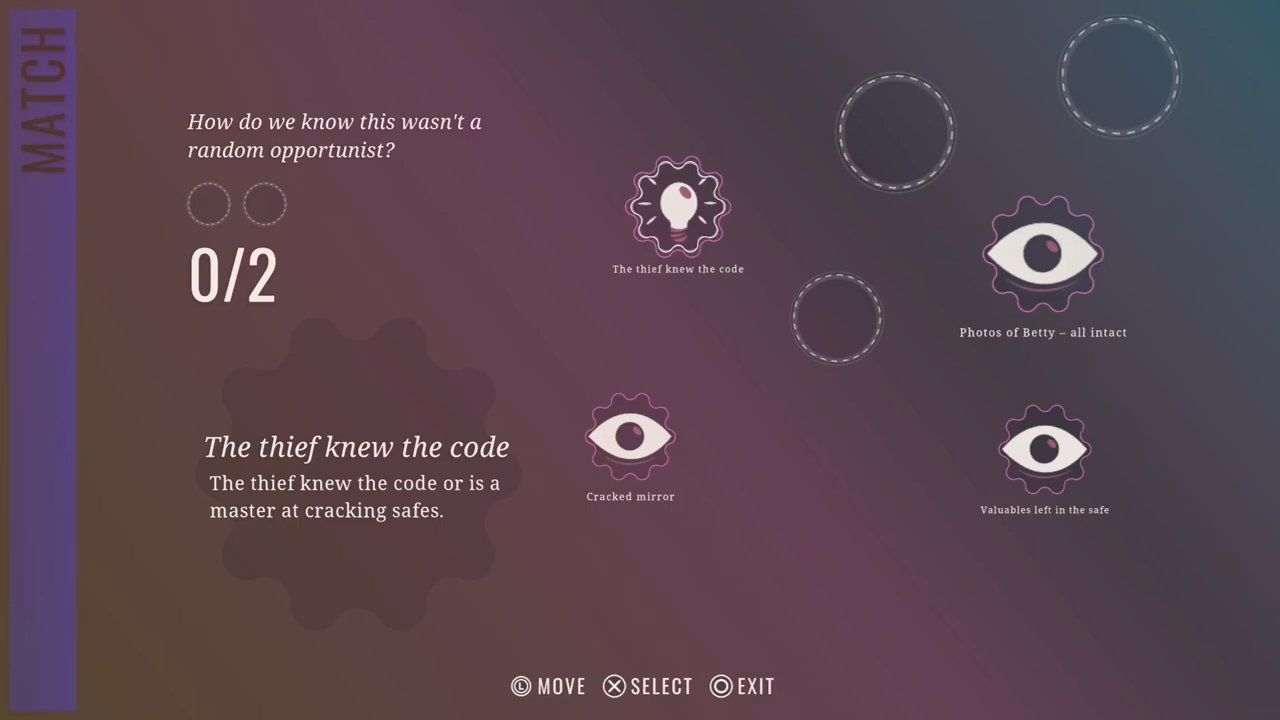 MATCH
How do we know this wasn't a
random opportunist?
0/2
The thief knew the code
The thief knew the code or is a
master at cracking safes.
The thief knew the code
Photos of Betty – all intact
Cracked mirror
Valuables left in the safe
L MOVE SELECT EXIT